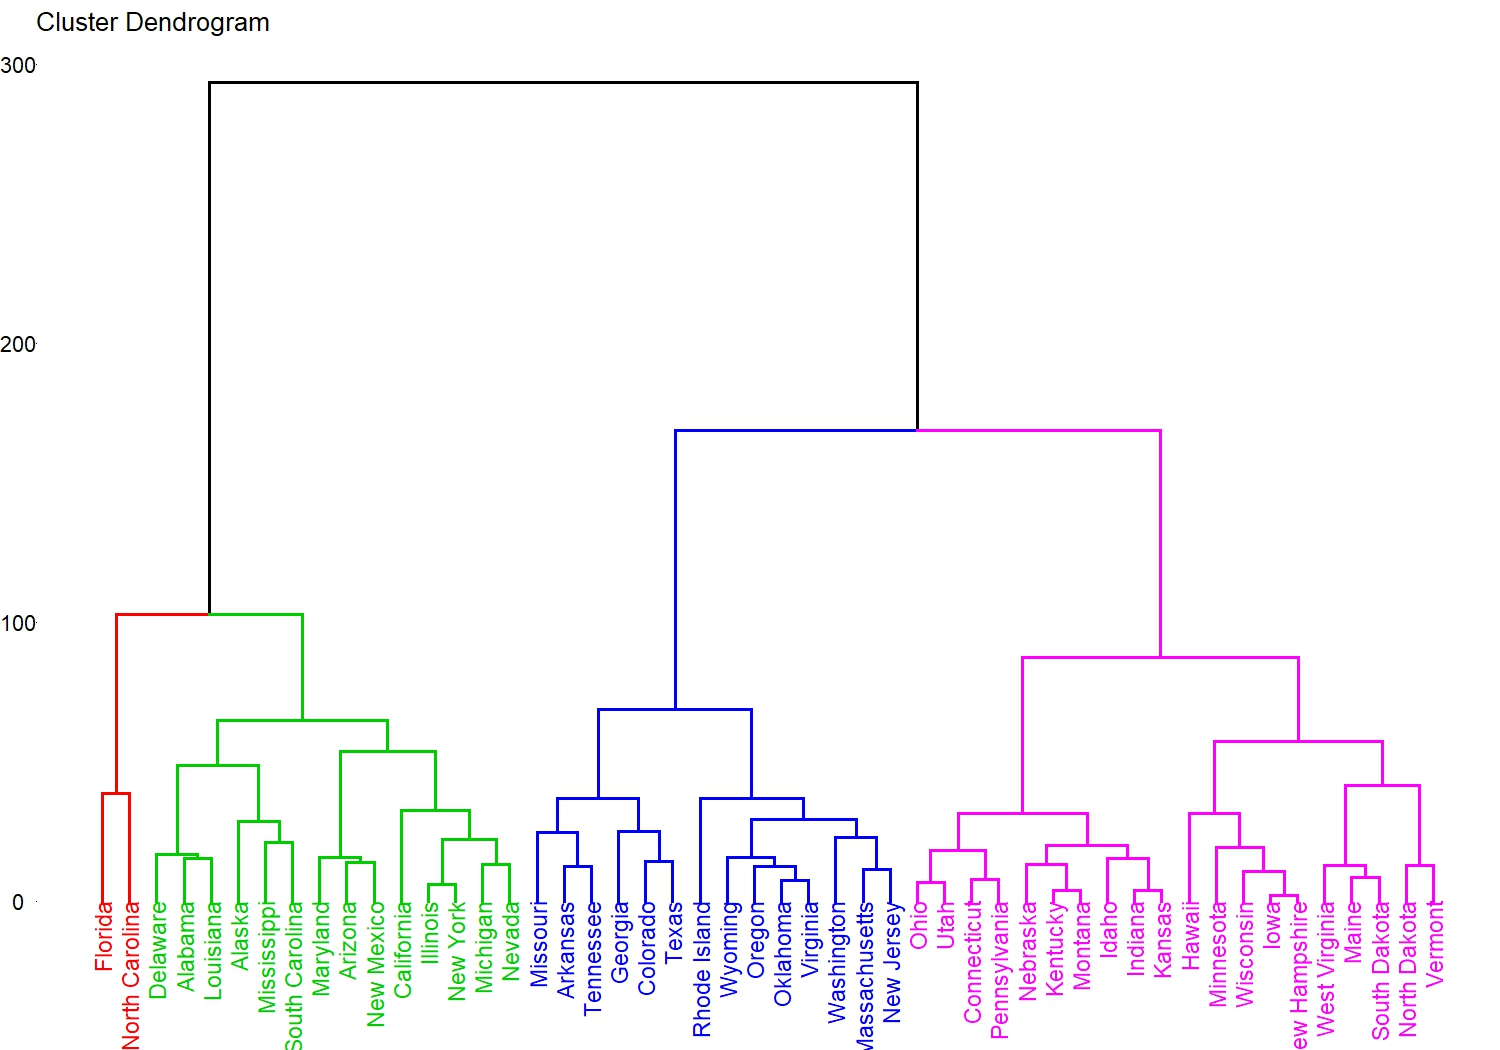 Cluster Dendrogram
300
200
100
0
Florida
North Carolina
Delaware
Alabama
Louisiana
Alaska
Mississippi
South Carolina
Maryland
Arizona
New Mexico
California
Illinois
New York
Michigan
Nevada
Missouri
Arkansas
Tennessee
Georgia
Colorado
Texas
Rhode Island
Wyoming
Oregon
Oklahoma
Virginia
Washington
Massachusetts
New Jersey
Ohio
Utah
Connecticut
Pennsylvania
Nebraska
Kentucky
Montana
Idaho
Indiana
Kansas
Hawaii
Minnesota
Wisconsin
Iowa
ew Hampshire
West Virginia
Maine
South Dakota
North Dakota
Vermont